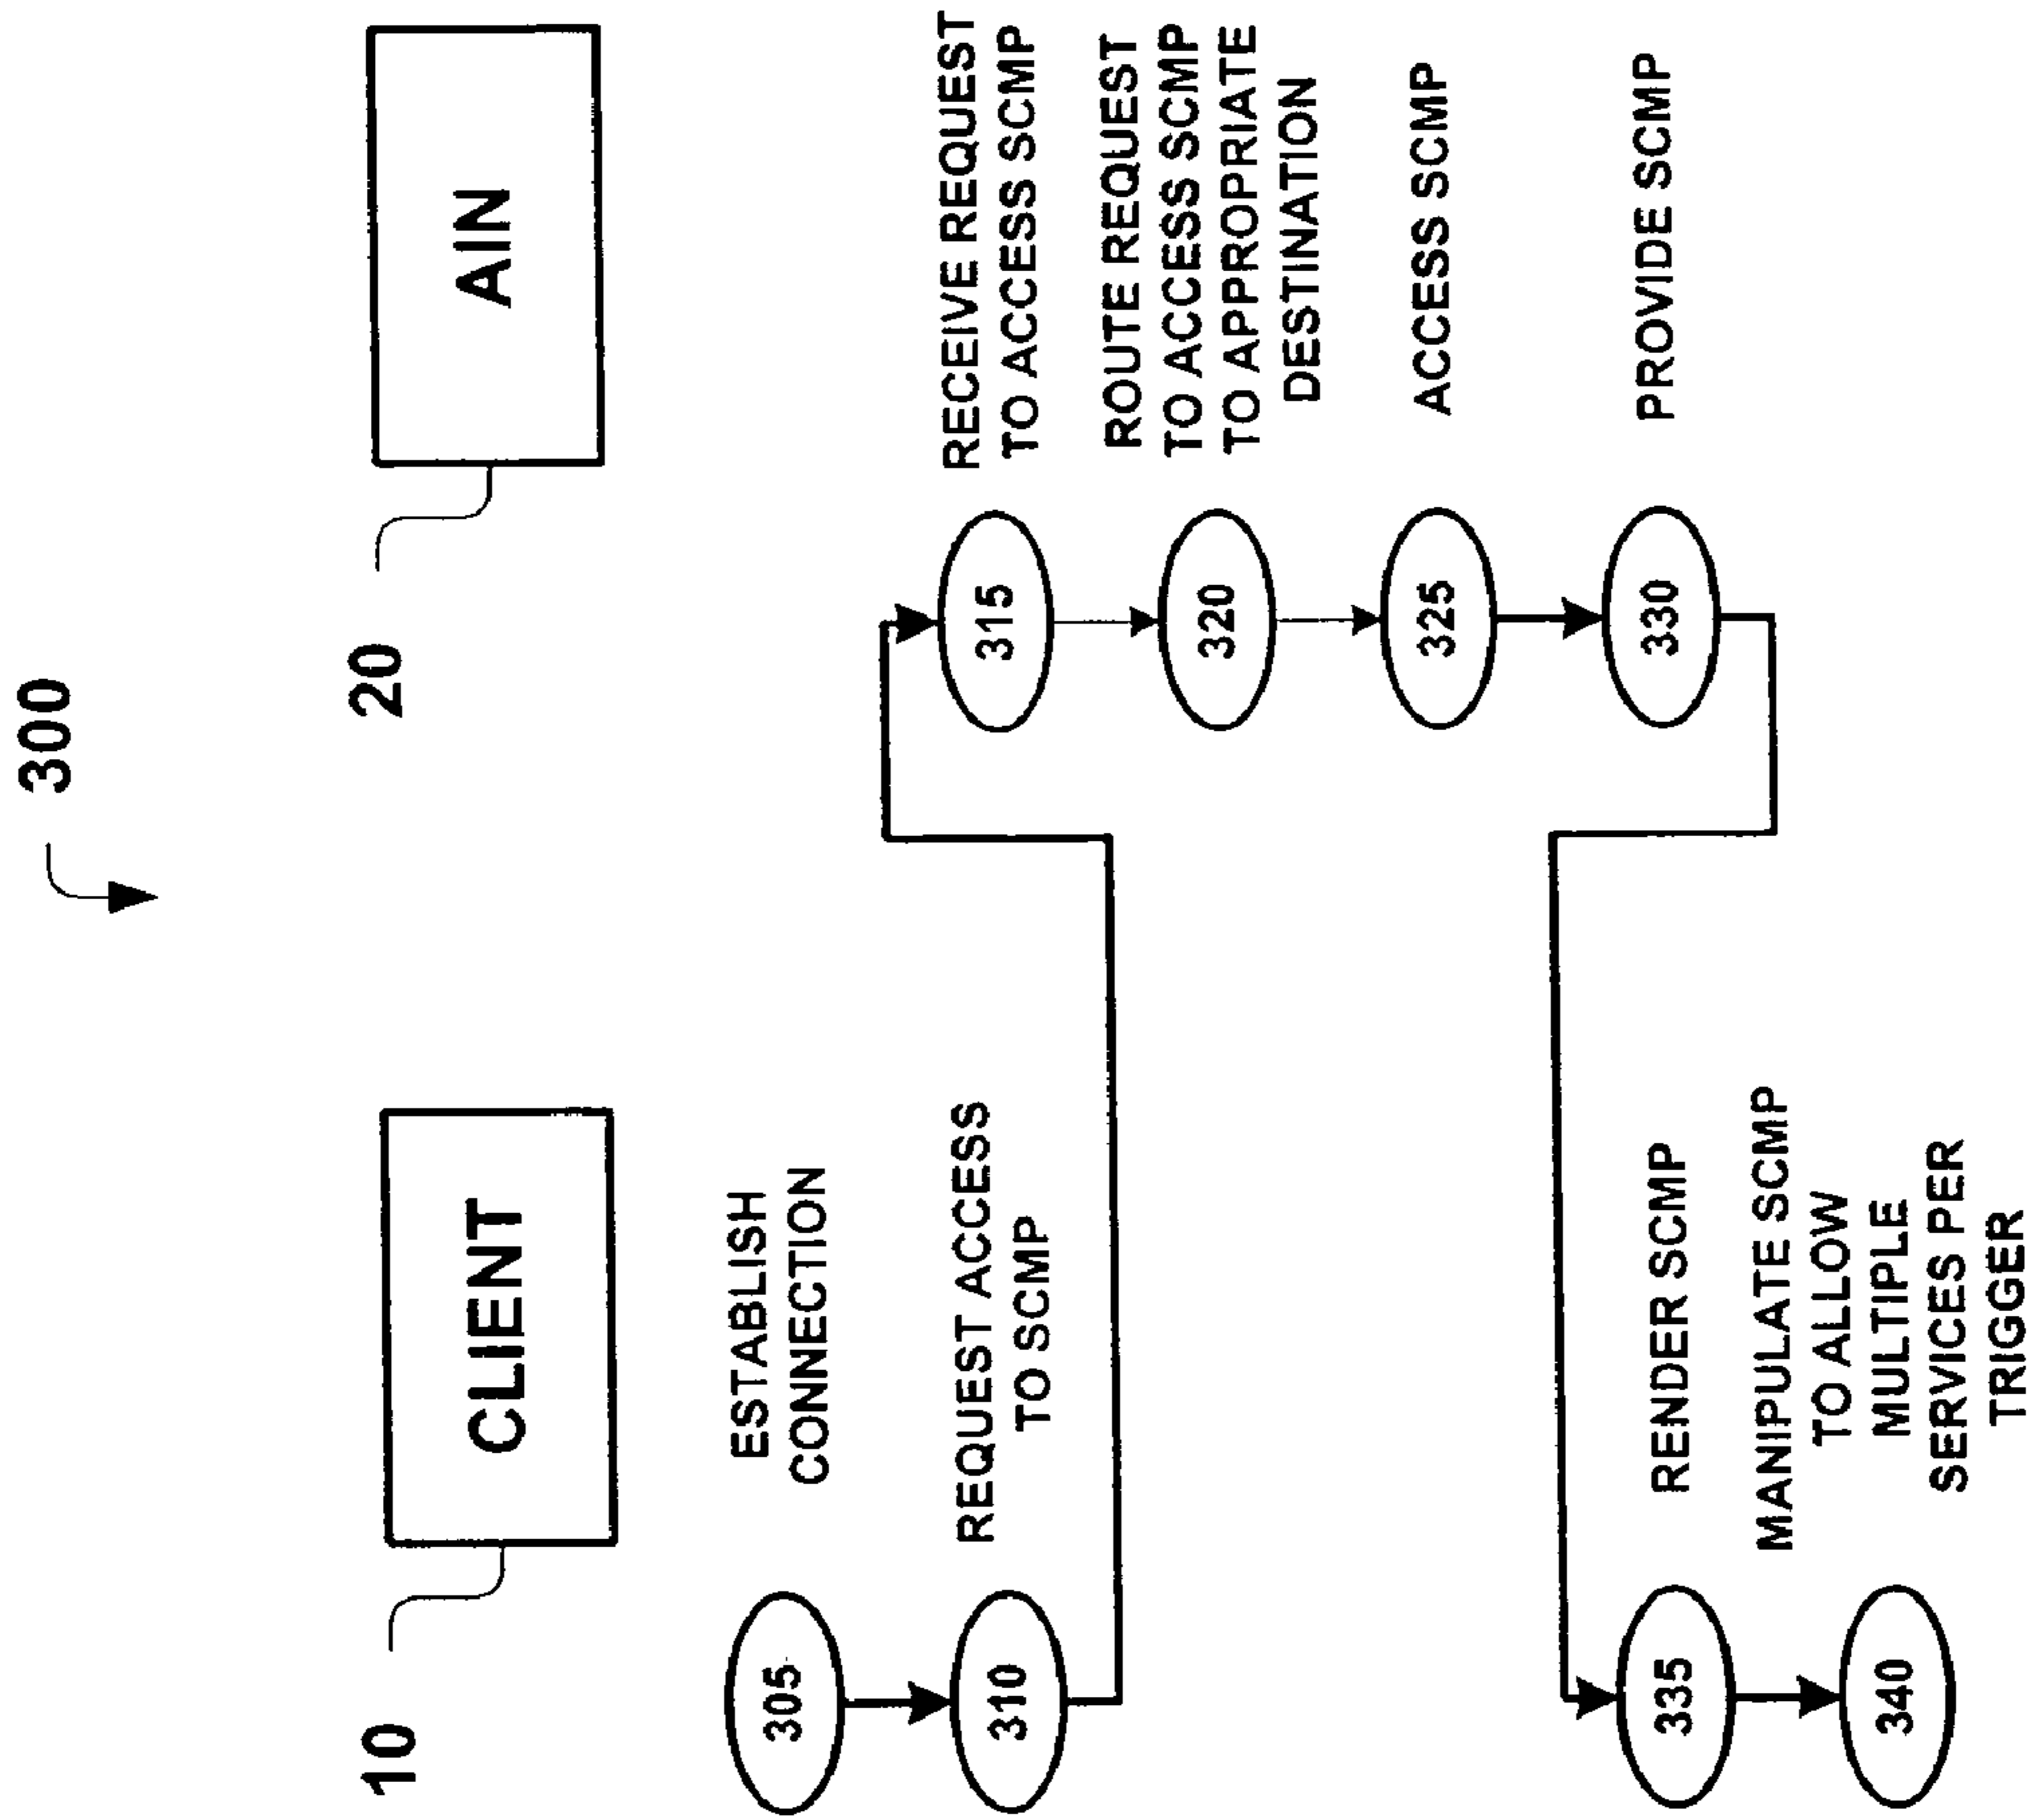 300
10
CLIENT
20
AIN
305
ESTABLISH
CONNECTION
310
REQUEST ACCESS
TO SCMP
315
RECEIVE REQUEST
TO ACCESS SCMP
320
ROUTE REQUEST
TO ACCESS SCMP
TO APPROPRIATE
DESTINATION
325
ACCESS SCMP
330
PROVIDE SCMP
335
RENDER SCMP
340
MANIPULATE SCMP
TO ALLOW
MULTIPLE
SERVICES PER
TRIGGER